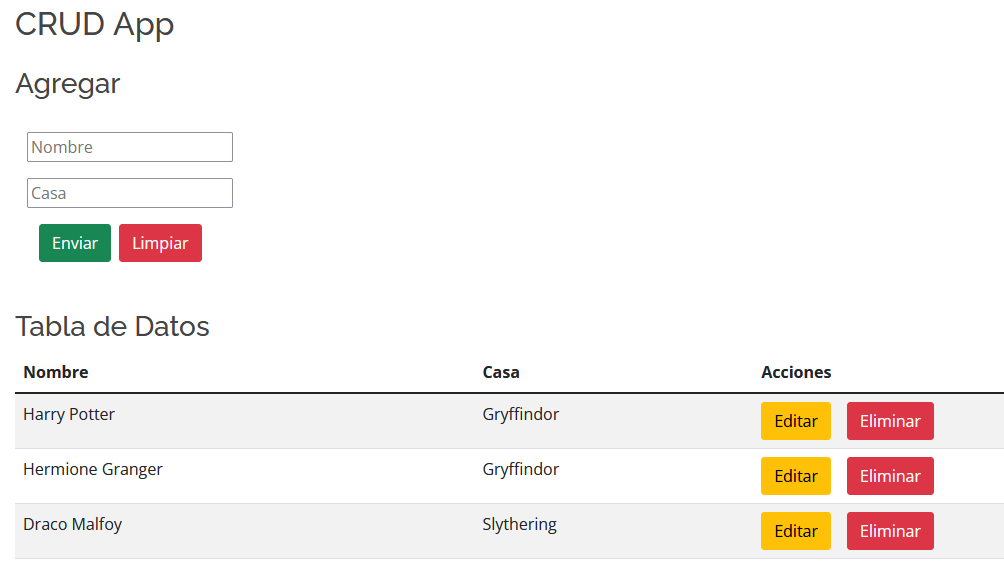 CRUD App
Agregar
Nombre
Casa
Enviar Limpiar
Tabla de Datos
Nombre Casa Acciones
Harry Potter Gryffindor Editar Eliminar
Hermione Granger Gryffindor Editar Eliminar
Draco Malfoy Slythering Editar Eliminar